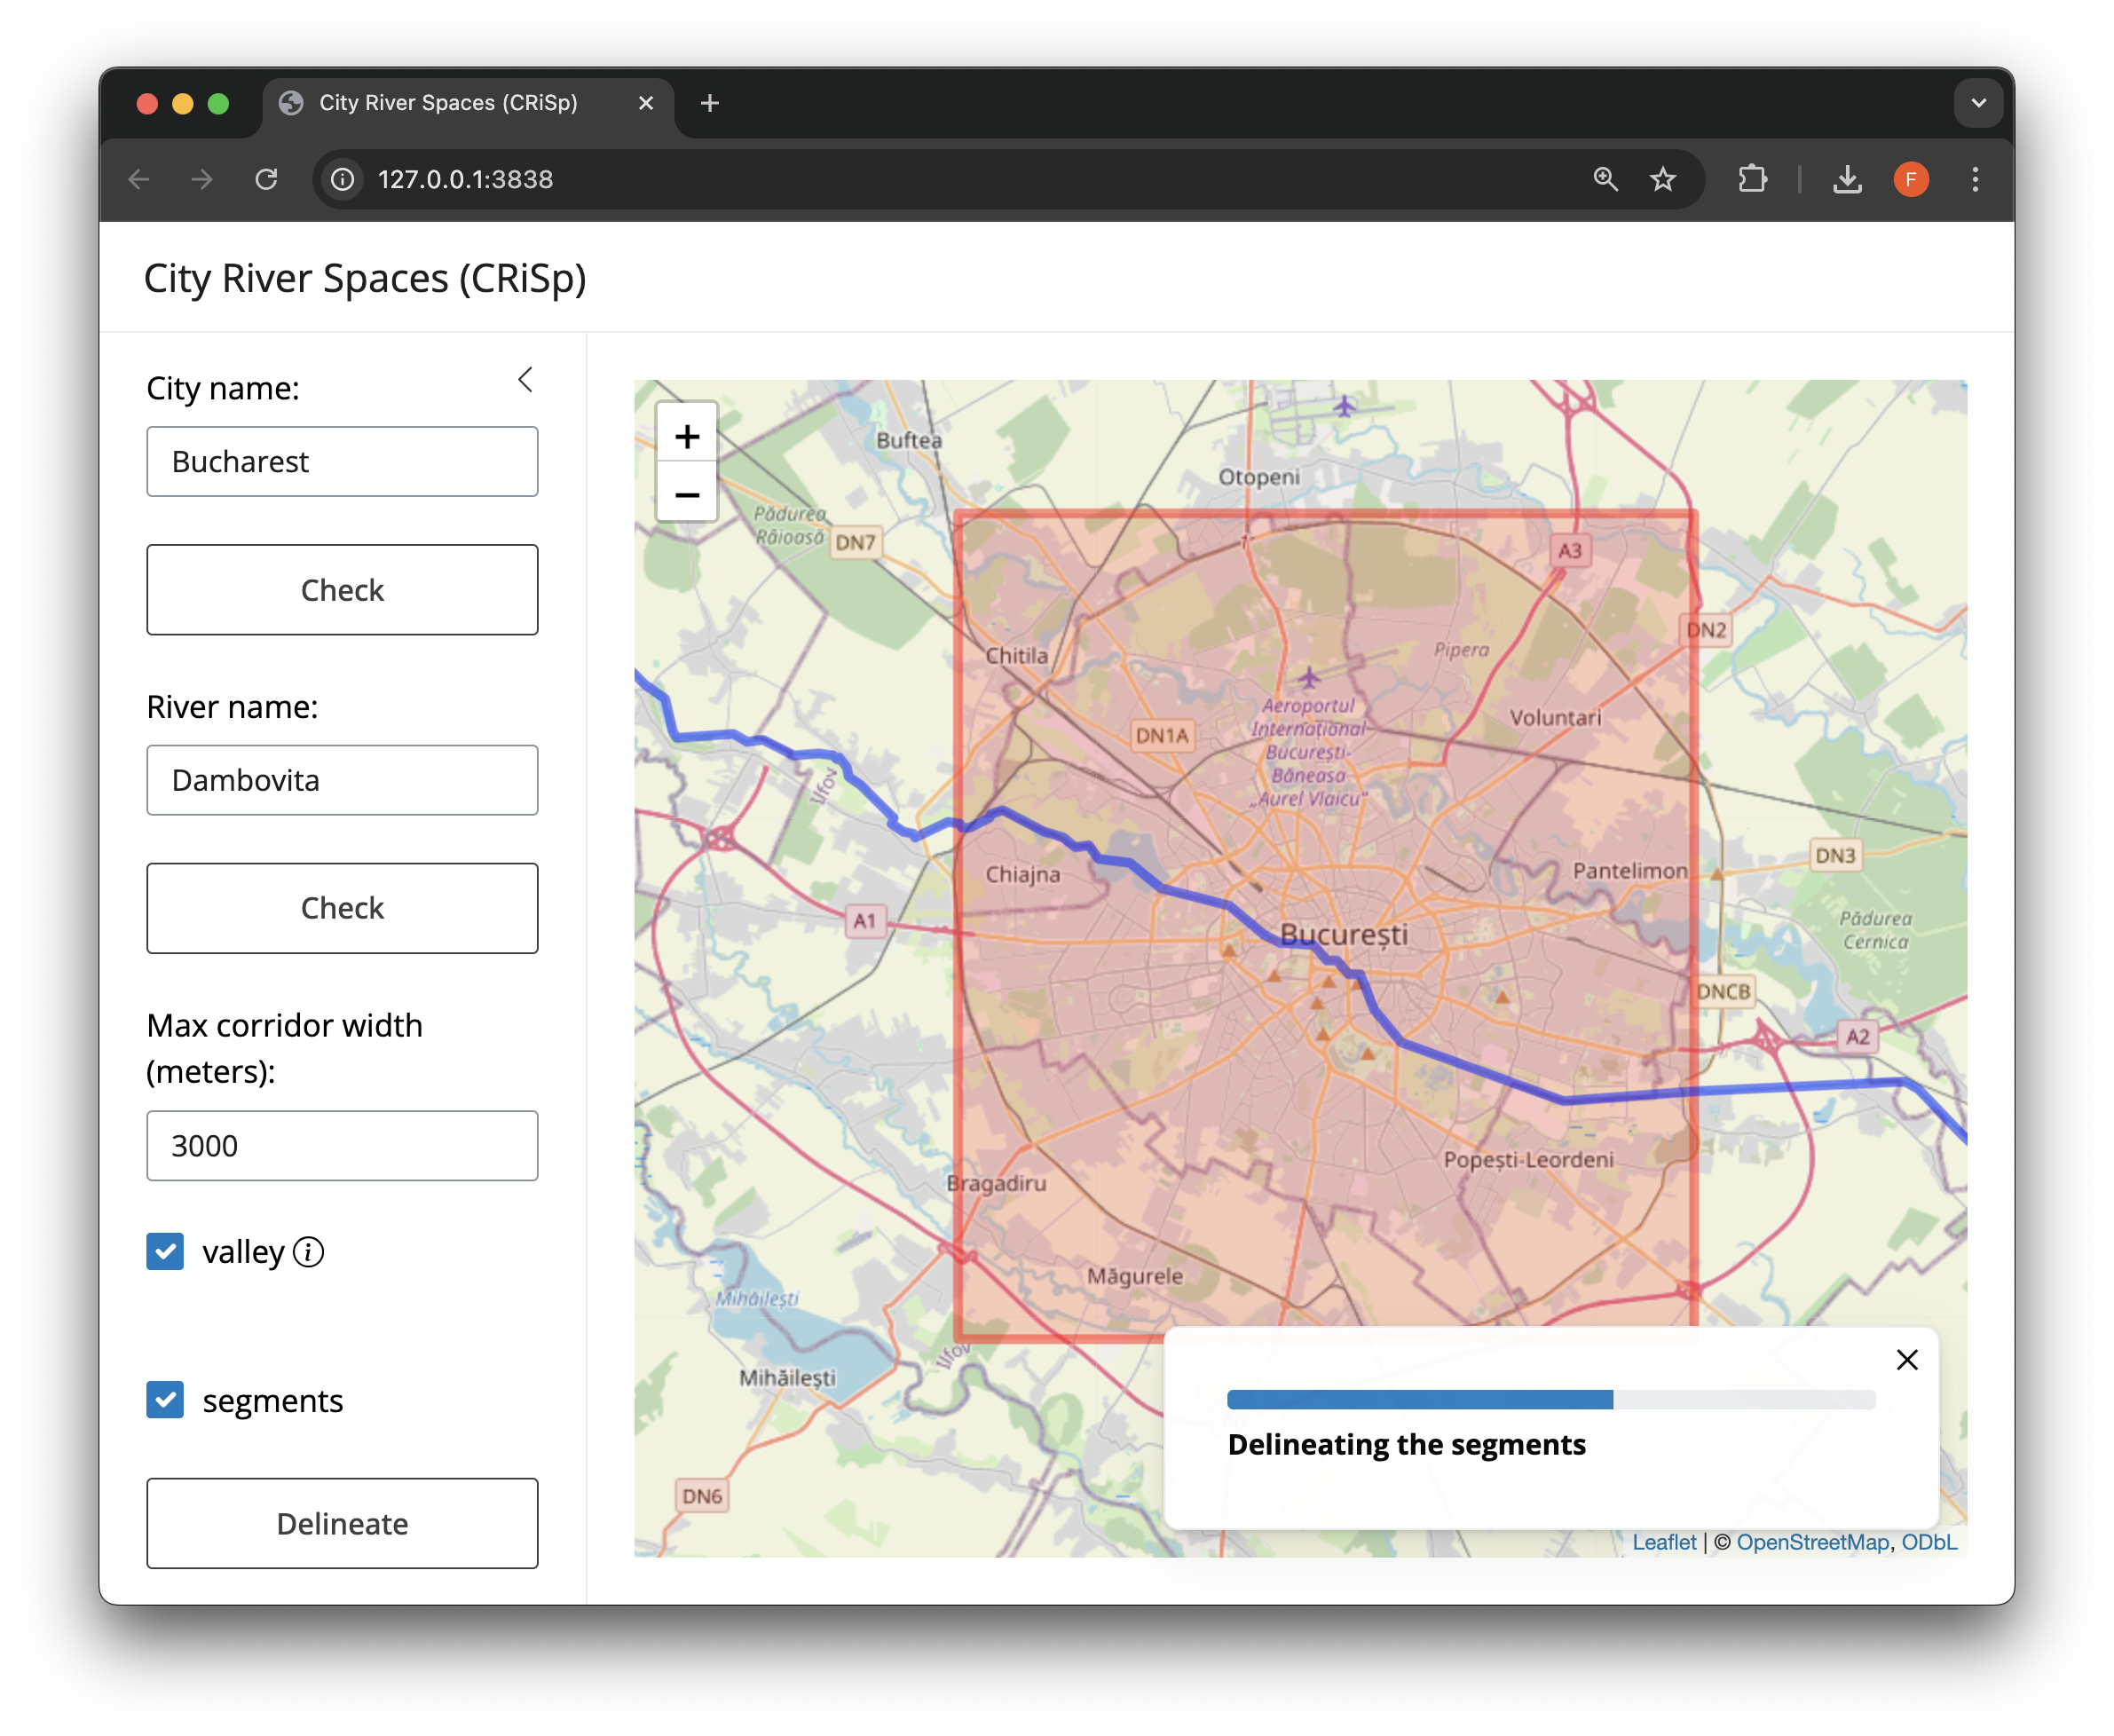 City River Spaces (CRiSp)
127.0.0.1:3838
F
City River Spaces (CRiSp)
City name:
Bucharest
Check
River name:
Dambovita
Check
Max corridor width
(meters):
3000
valley
segments
Delineate
+
−
Buftea
Otopeni
Pădurea
Râioasă
DN7
A3
DN2
Chitila
Pipera
Aeroportul
Internațional
București-
Băneasa
„Aurel Vlaicu"
DN1A
Voluntari
Ilfov
Chiajna
Pantelimon
DN3
A1
București
Pădurea
Cernica
DNCB
A2
Popești-Leordeni
Bragadiru
Măgurele
Mihăilești
Ilfov
Mihăilești
DN6
Delineating the segments
Leaflet | © OpenStreetMap, ODbL